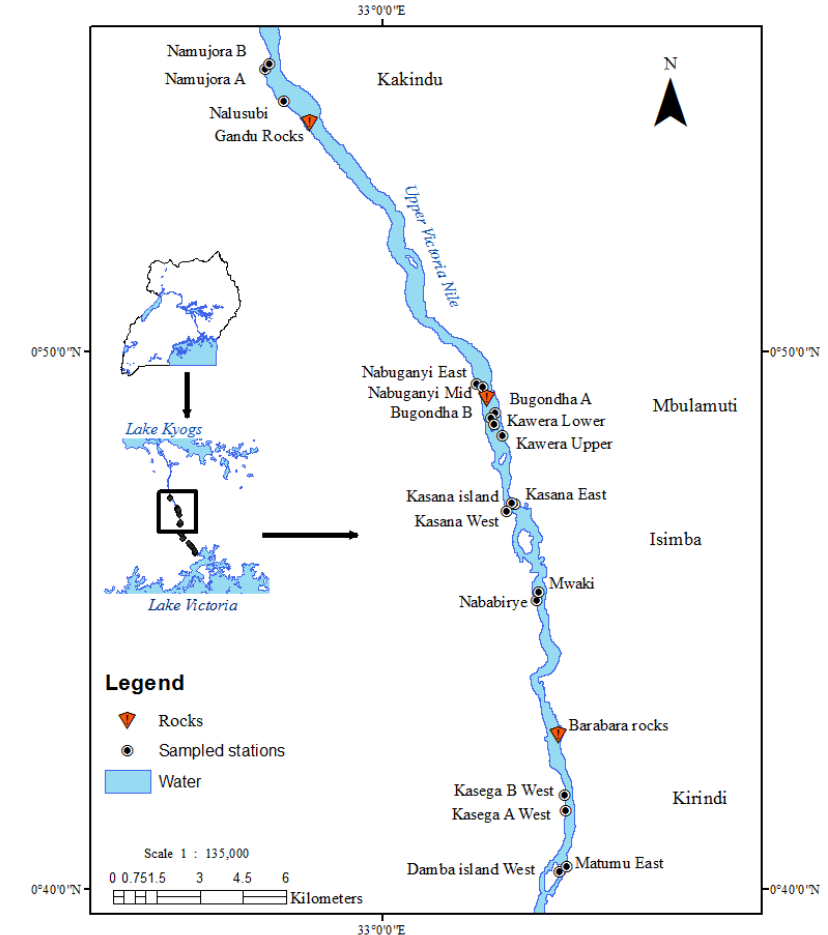 33°0'0"E
Namujora B
Kakindu
N
Namujora A
Nalusubi
Gandu Rocks
Upper Victoria Nile
0°50'0"N
0°50'0"N
Nabuganyi East
Nabuganyi Mid
Bugondha A
Mbulamuti
Bugondha B
Kawera Lower
Kawera Upper
Lake Kyogs
Kasana island
Kasana East
Kasana West
Isimba
Mwaki
Nababirye
Lake Victoria
Legend
Rocks
Barabara rocks
Sampled stations
Water
Kasega B West
Kirindi
Kasega A West
Scale 1 : 135,000
Damba island West
Matumu East
0 0.751.5 3 4.5 6
Kilometers
0°40'0"N
0°40'0"N
33°0'0"E